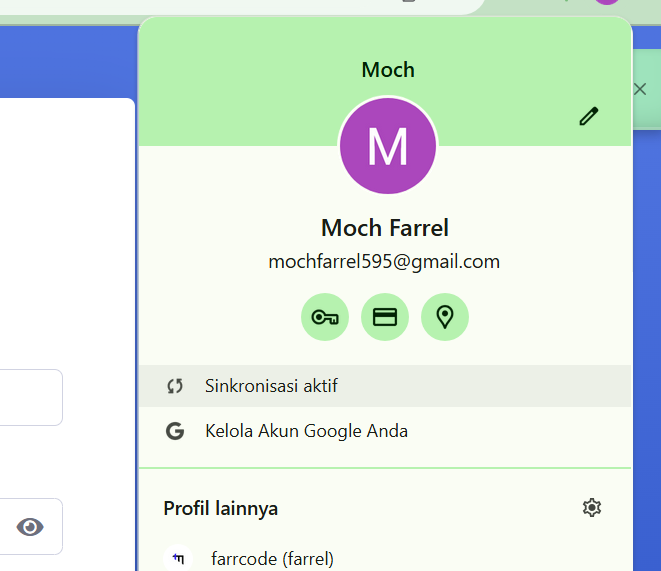 Moch
M
Moch Farrel
mochfarrel595@gmail.com
Sinkronisasi aktif
G Kelola Akun Google Anda
Profil lainnya
farrcode (farrel)